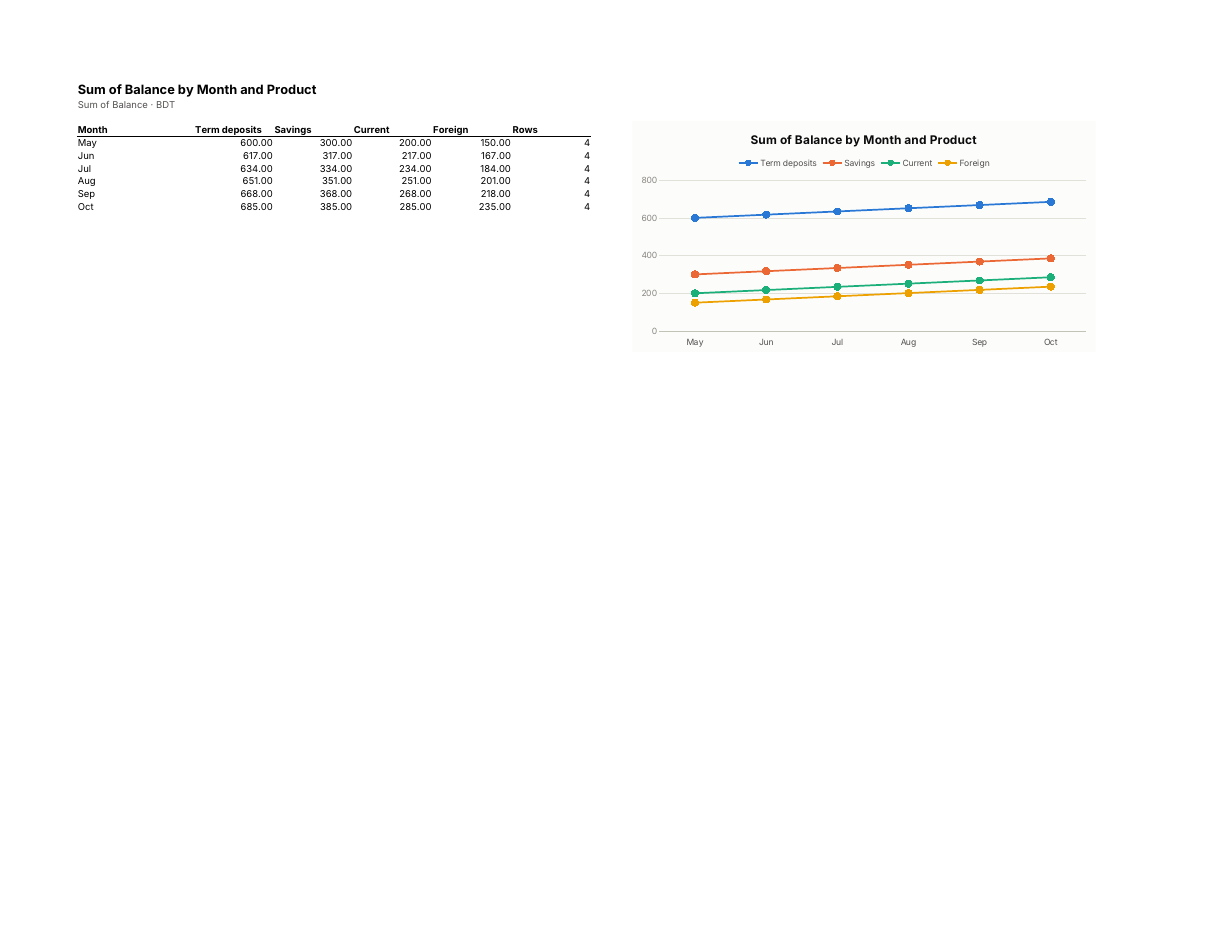 Sum of Balance by Month and Product
Sum of Balance · BDT
Month Term deposits Savings Current Foreign Rows
May 600.00 300.00 200.00 150.00 4
Jun 617.00 317.00 217.00 167.00 4
Jul 634.00 334.00 234.00 184.00 4
Aug 651.00 351.00 251.00 201.00 4
Sep 668.00 368.00 268.00 218.00 4
Oct 685.00 385.00 285.00 235.00 4
Sum of Balance by Month and Product
Term deposits Savings Current Foreign
800
600
400
200
0
May Jun Jul Aug Sep Oct